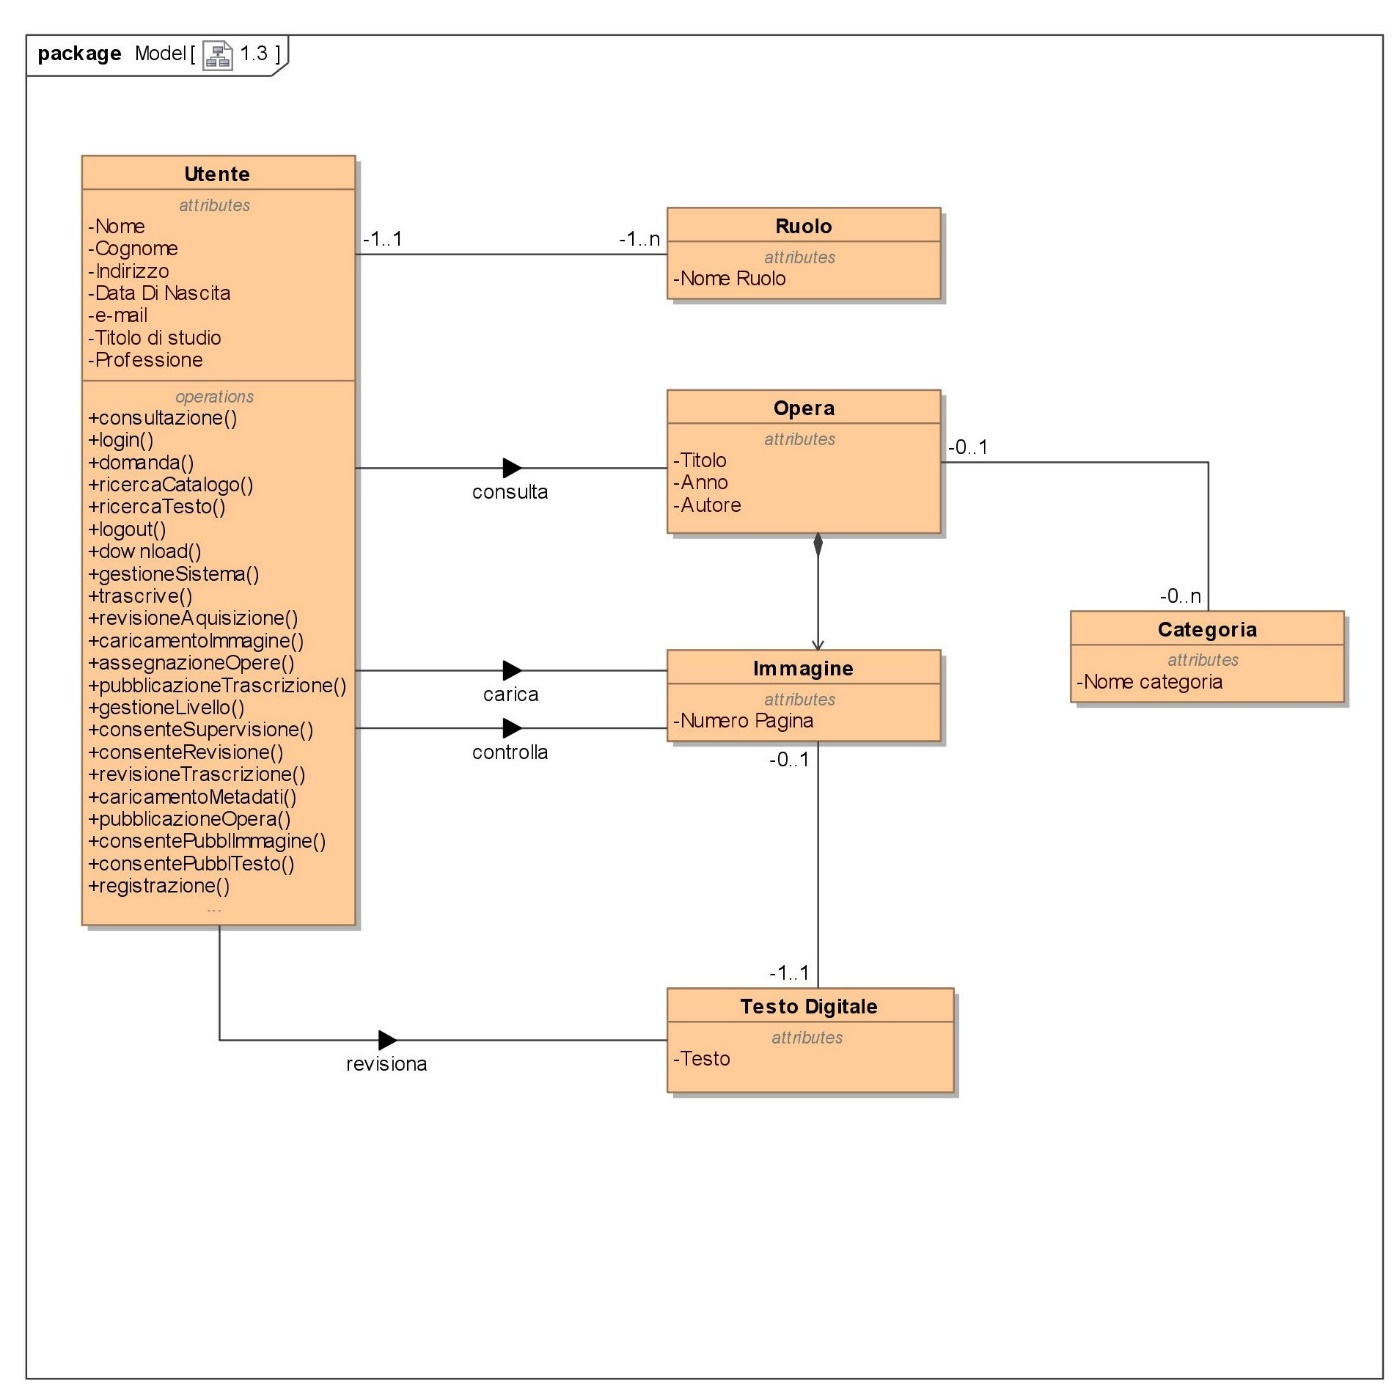 package Model [ 1.3 ]
Utente
attributes
-Nome
-Cognome
-Indirizzo
-Data Di Nascita
-e-mail
-Titolo di studio
-Professione
operations
+consultazione()
+login()
+domanda()
+ricercaCatalogo()
+ricercaTesto()
+logout()
+download()
+gestioneSistema()
+trascrive()
+revisioneAquisizione()
+caricamentoImmagine()
+assegnazioneOpere()
+pubblicazioneTrascrizione()
+gestioneLivello()
+consenteSupervisione()
+consenteRevisione()
+revisioneTrascrizione()
+caricamentoMetadati()
+pubblicazioneOpera()
+consentePubblImmagine()
+consentePubblTesto()
+registrazione()
...
-1..1
-1..n
Ruolo
attributes
-Nome Ruolo
consulta
Opera
attributes
-Titolo
-Anno
-Autore
-0..1
-0..n
Categoria
attributes
-Nome categoria
carica
controlla
Immagine
attributes
-Numero Pagina
-0..1
-1..1
revisiona
Testo Digitale
attributes
-Testo